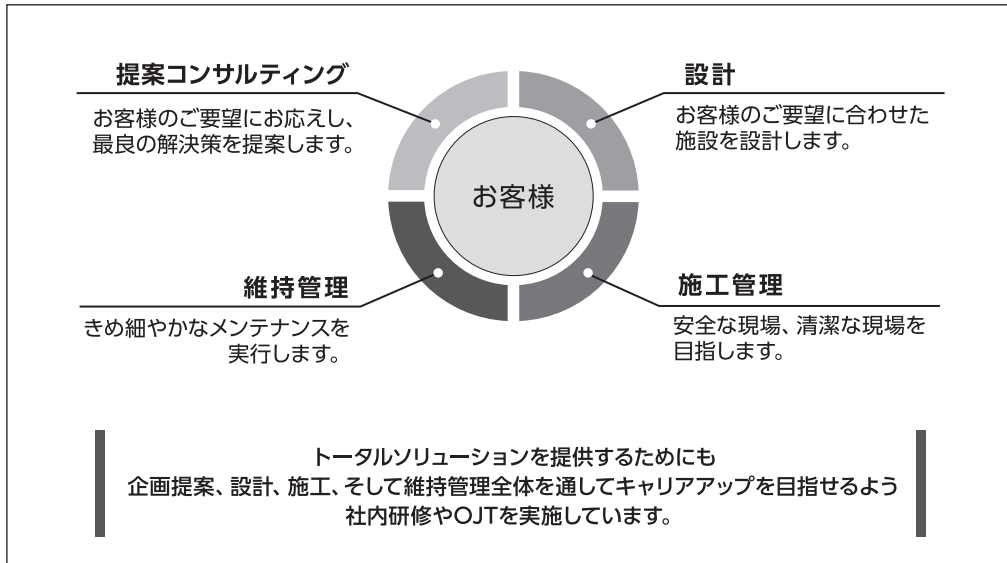 提案コンサルティング
お客様のご要望にお応えし、
最良の解決策を提案します。
設計
お客様のご要望に合わせた
施設を設計します。
お客様
維持管理
きめ細やかなメンテナンスを
実行します。
施工管理
安全な現場、清潔な現場を
目指します。
トータルソリューションを提供するためにも
企画提案、設計、施工、そして維持管理全体を通してキャリアアップを目指せるよう
社内研修やOJTを実施しています。